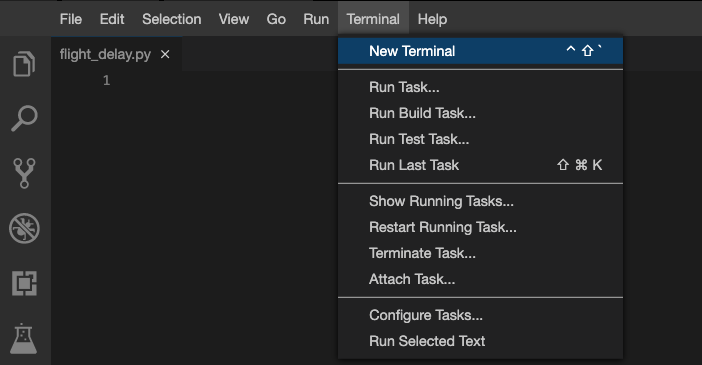 File Edit Selection View Go Run Terminal Help
flight_delay.py ×
1
New Terminal ^⇧`
Run Task...
Run Build Task...
Run Test Task...
Run Last Task ⇧⌘K
Show Running Tasks...
Restart Running Task...
Terminate Task...
Attach Task...
Configure Tasks...
Run Selected Text